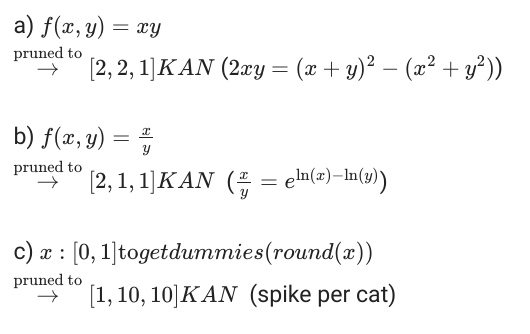 a) f(x, y) = xy
pruned to
→ [2, 2, 1]KAN (2xy = (x + y)² − (x² + y²))
b) f(x, y) = x/y
pruned to
→ [2, 1, 1]KAN (x/y = e^{ln(x)−ln(y)})
c) x : [0, 1]togetdummies(round(x))
pruned to
→ [1, 10, 10]KAN (spike per cat)